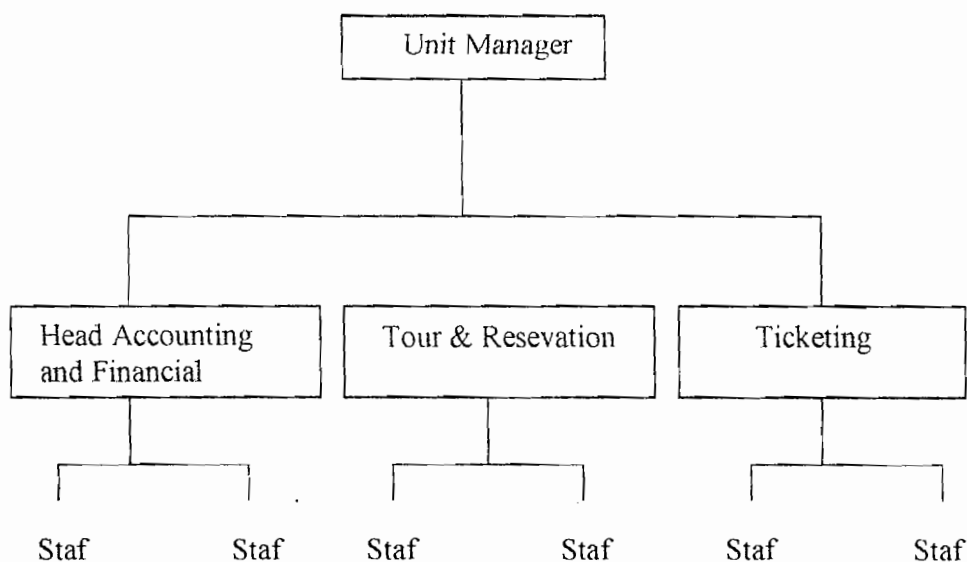 Unit Manager
Head Accounting
and Financial
Tour & Resevation
Ticketing
Staf Staf Staf Staf Staf Staf